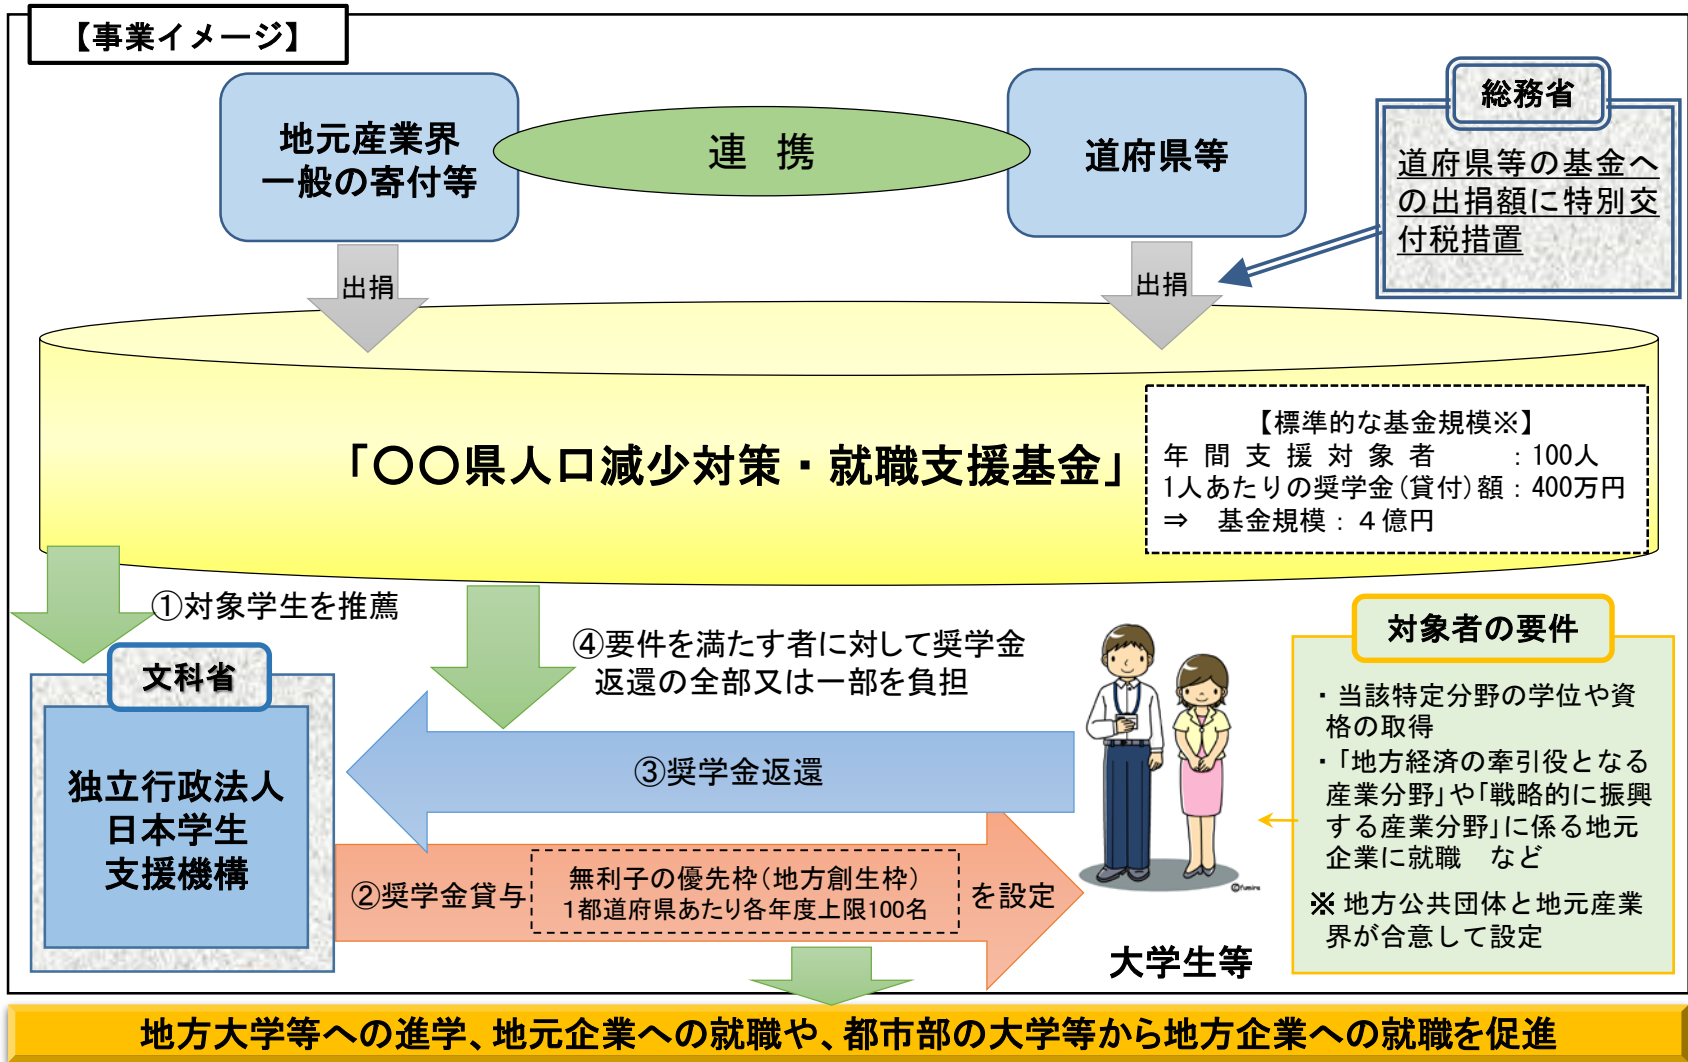 【事業イメージ】
地元産業界
一般の寄付等
連 携
道府県等
総務省
道府県等の基金へ
の出捐額に特別交
付税措置
出捐
出捐
「〇〇県人口減少対策・就職支援基金」
【標準的な基金規模※】
年間支援対象者 : 100人
1人あたりの奨学金(貸付)額 : 400万円
⇒ 基金規模 : 4億円
①対象学生を推薦
④要件を満たす者に対して奨学金
返還の全部又は一部を負担
文科省
独立行政法人
日本学生
支援機構
③奨学金返還
②奨学金貸与
無利子の優先枠(地方創生枠)
1都道府県あたり各年度上限100名
を設定
©fumira
大学生等
対象者の要件
・当該特定分野の学位や資
格の取得
・「地方経済の牽引役となる
産業分野」や「戦略的に振興
する産業分野」に係る地元
企業に就職 など
※ 地方公共団体と地元産業
界が合意して設定
地方大学等への進学、地元企業への就職や、都市部の大学等から地方企業への就職を促進